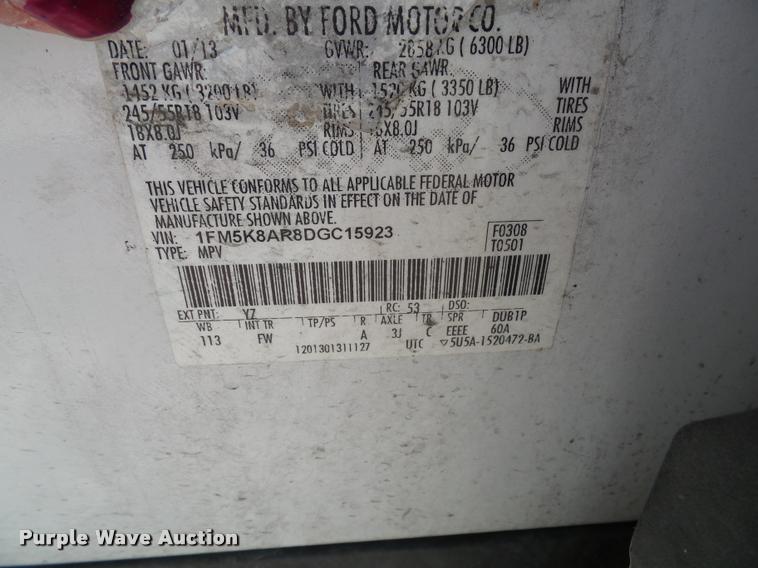 MFD. BY FORD MOTOR CO.
DATE: 01/13 GVWR: 2858 KG ( 6300 LB)
FRONT GAWR: REAR GAWR:
1452 KG ( 3200 LB) WITH 1520 KG ( 3350 LB) WITH
245/55R18 103V TIRES 245/55R18 103V TIRES
18X8.0J RIMS 18X8.0J RIMS
AT 250 kPa/ 36 PSI COLD AT 250 kPa/ 36 PSI COLD
THIS VEHICLE CONFORMS TO ALL APPLICABLE FEDERAL MOTOR
VEHICLE SAFETY STANDARDS IN EFFECT ON THE DATE OF
MANUFACTURE SHOWN ABOVE.
VIN: 1FM5K8AR8DGC15923 F0308
TYPE: MPV T0501
EXT PNT: YZ RC: 53 DSO:
WB INT TR TP/PS R AXLE TR SPR DUB1P
113 FW A 3J C EEEE 60A
1201301311127 UTC ▽5U5A-1520472-BA
Purple Wave Auction